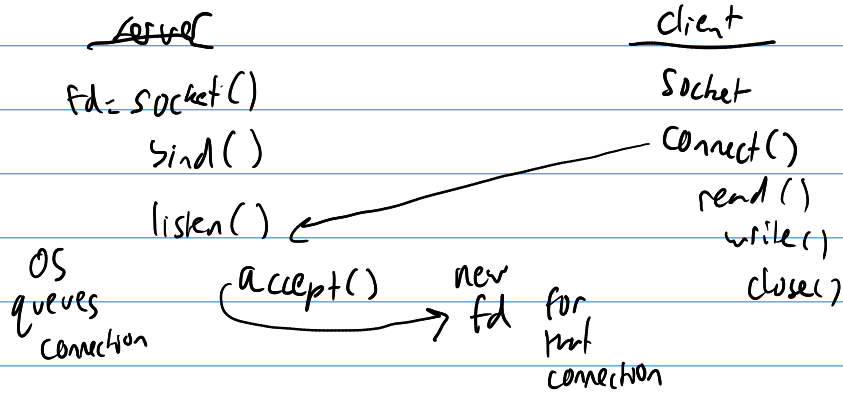 server
fd = socket()
bind()
listen()
OS
queues
connection
accept()
new
fd
for
that
connection
client
socket
connect()
read()
write()
close()